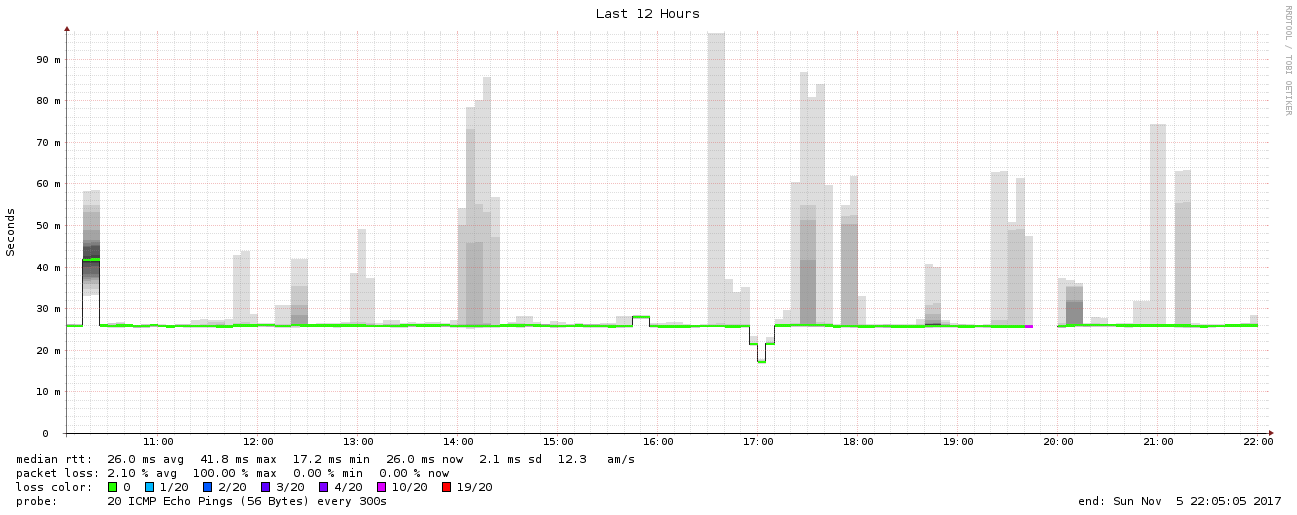 Last 12 Hours
RRDTOOL / TOBI OETIKER
Seconds
90 m
80 m
70 m
60 m
50 m
40 m
30 m
20 m
10 m
0
11:00 12:00 13:00 14:00 15:00 16:00 17:00 18:00 19:00 20:00 21:00 22:00
median rtt: 26.0 ms avg 41.8 ms max 17.2 ms min 26.0 ms now 2.1 ms sd 12.3 am/s
packet loss: 2.10 % avg 100.00 % max 0.00 % min 0.00 % now
loss color: 0 1/20 2/20 3/20 4/20 10/20 19/20
probe: 20 ICMP Echo Pings (56 Bytes) every 300s end: Sun Nov 5 22:05:05 2017